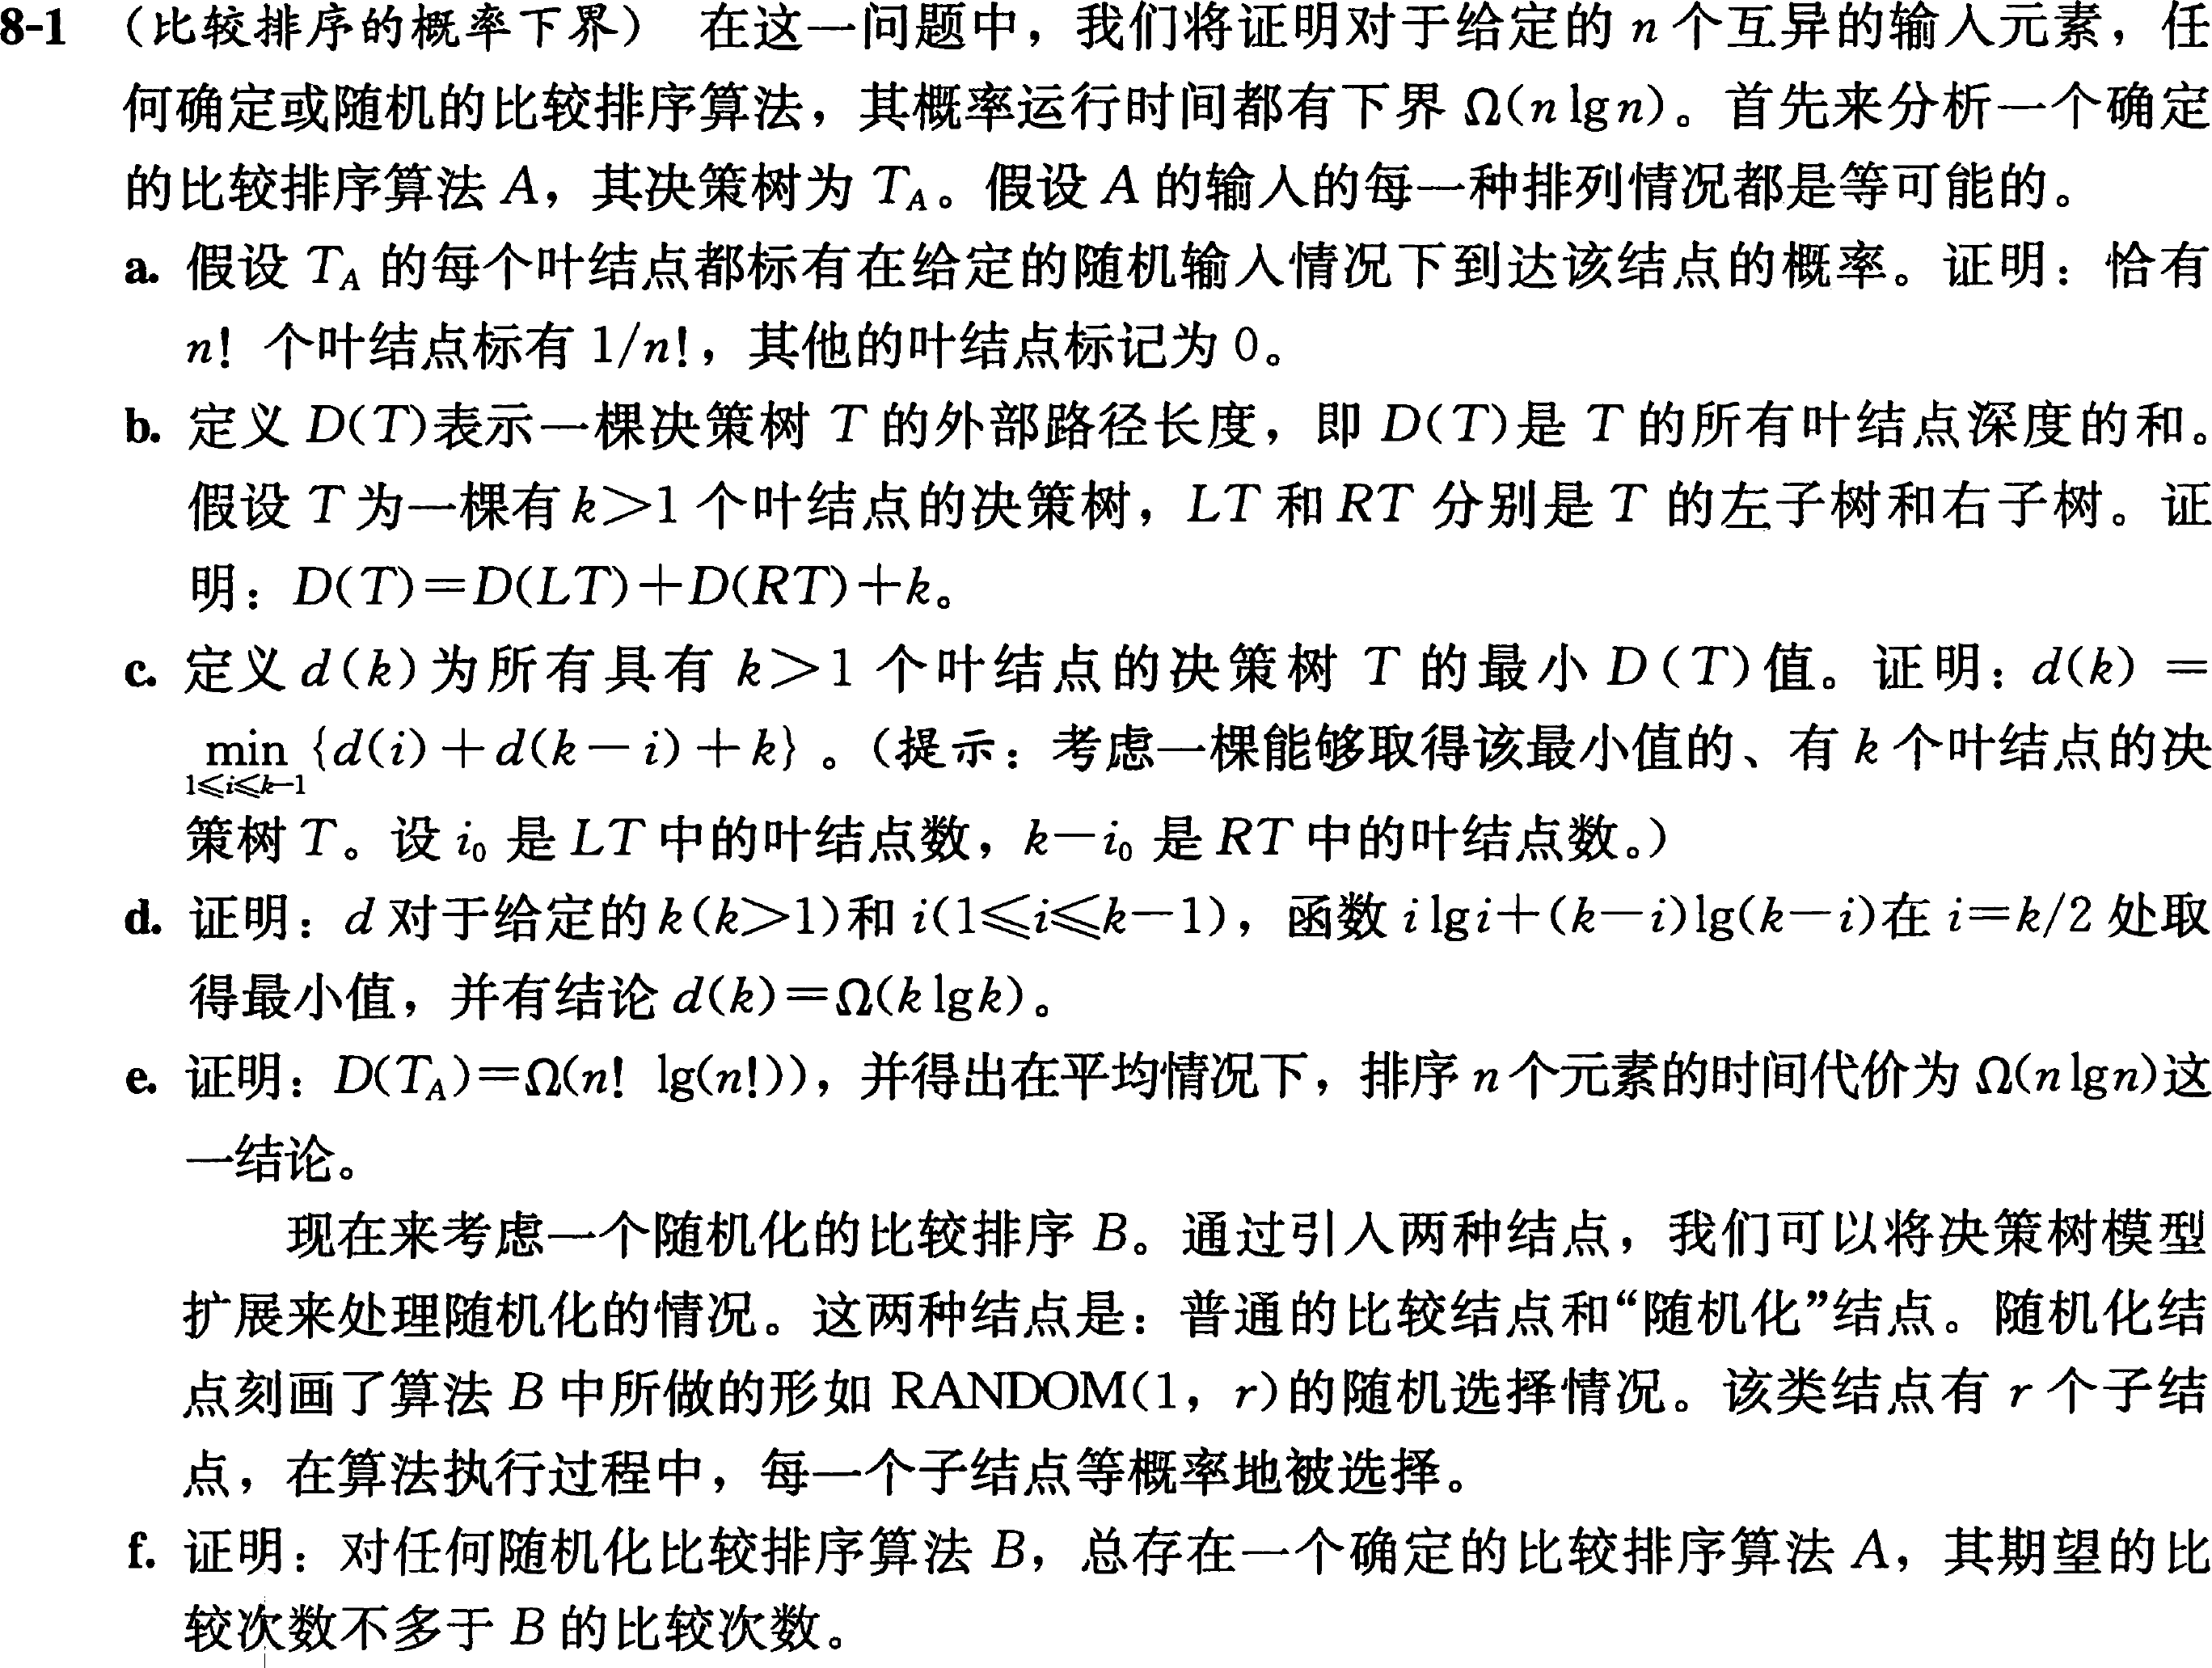 8-1 （比较排序的概率下界） 在这一问题中，我们将证明对于给定的 n 个互异的输入元素，任
何确定或随机的比较排序算法，其概率运行时间都有下界 Ω(n lgn)。首先来分析一个确定
的比较排序算法 A，其决策树为 T_A。假设 A 的输入的每一种排列情况都是等可能的。
a. 假设 T_A 的每个叶结点都标有在给定的随机输入情况下到达该结点的概率。证明：恰有
n! 个叶结点标有 1/n!，其他的叶结点标记为 0。
b. 定义 D(T)表示一棵决策树 T 的外部路径长度，即 D(T)是 T 的所有叶结点深度的和。
假设 T 为一棵有 k>1 个叶结点的决策树，LT 和 RT 分别是 T 的左子树和右子树。证
明：D(T)=D(LT)+D(RT)+k。
c. 定义 d(k)为所有具有 k>1 个叶结点的决策树 T 的最小 D(T)值。证明：d(k) =
min {d(i)+d(k-i)+k}。（提示：考虑一棵能够取得该最小值的、有 k 个叶结点的决
1≤i≤k-1
策树 T。设 i₀ 是 LT 中的叶结点数，k-i₀ 是 RT 中的叶结点数。）
d. 证明：d 对于给定的 k(k>1)和 i(1≤i≤k-1)，函数 i lgi+(k-i)lg(k-i)在 i=k/2 处取
得最小值，并有结论 d(k)=Ω(k lgk)。
e. 证明：D(T_A)=Ω(n! lg(n!))，并得出在平均情况下，排序 n 个元素的时间代价为 Ω(n lgn)这
一结论。
现在来考虑一个随机化的比较排序 B。通过引入两种结点，我们可以将决策树模型
扩展来处理随机化的情况。这两种结点是：普通的比较结点和“随机化”结点。随机化结
点刻画了算法 B 中所做的形如 RANDOM(1, r)的随机选择情况。该类结点有 r 个子结
点，在算法执行过程中，每一个子结点等概率地被选择。
f. 证明：对任何随机化比较排序算法 B，总存在一个确定的比较排序算法 A，其期望的比
较次数不多于 B 的比较次数。